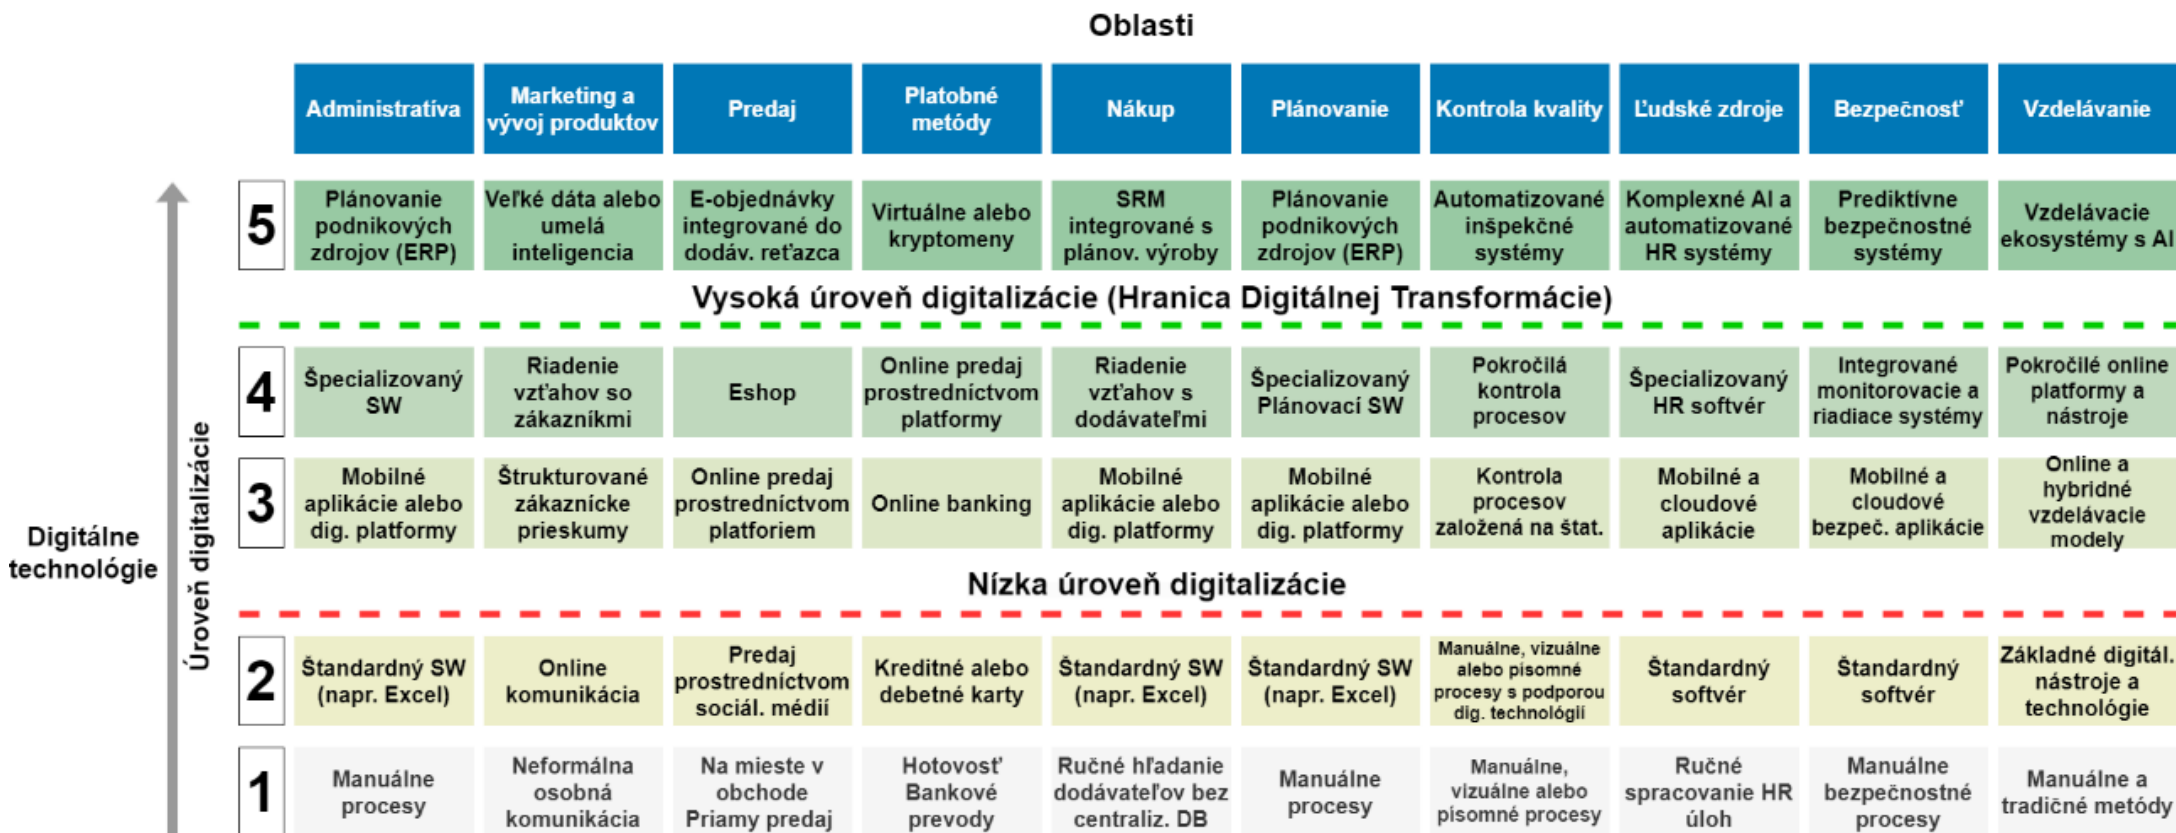 Oblasti
Administratíva
Marketing a
vývoj produktov
Predaj
Platobné
metódy
Nákup
Plánovanie
Kontrola kvality
Ľudské zdroje
Bezpečnosť
Vzdelávanie
5
Plánovanie
podnikových
zdrojov (ERP)
Veľké dáta alebo
umelá
inteligencia
E-objednávky
integrované do
dodáv. reťazca
Virtuálne alebo
kryptomeny
SRM
integrované s
plánov. výroby
Plánovanie
podnikových
zdrojov (ERP)
Automatizované
inšpekčné
systémy
Komplexné AI a
automatizované
HR systémy
Prediktívne
bezpečnostné
systémy
Vzdelávacie
ekosystémy s AI
Vysoká úroveň digitalizácie (Hranica Digitálnej Transformácie)
4
Špecializovaný
SW
Riadenie
vzťahov so
zákazníkmi
Eshop
Online predaj
prostredníctvom
platformy
Riadenie
vzťahov s
dodávateľmi
Špecializovaný
Plánovací SW
Pokročilá
kontrola
procesov
Špecializovaný
HR softvér
Integrované
monitorovacie a
riadiace systémy
Pokročilé online
platformy a
nástroje
3
Mobilné
aplikácie alebo
dig. platformy
Štrukturované
zákaznícke
prieskumy
Online predaj
prostredníctvom
platforiem
Online banking
Mobilné
aplikácie alebo
dig. platformy
Mobilné
aplikácie alebo
dig. platformy
Kontrola
procesov
založená na štat.
Mobilné a
cloudové
aplikácie
Mobilné a
cloudové
bezpeč. aplikácie
Online a
hybridné
vzdelávacie
modely
Digitálne
technológie
Úroveň digitalizácie
Nízka úroveň digitalizácie
2
Štandardný SW
(napr. Excel)
Online
komunikácia
Predaj
prostredníctvom
sociál. médií
Kreditné alebo
debetné karty
Štandardný SW
(napr. Excel)
Štandardný SW
(napr. Excel)
Manuálne, vizuálne
alebo písomné
procesy s podporou
dig. technológií
Štandardný
softvér
Štandardný
softvér
Základné digitál.
nástroje a
technológie
1
Manuálne
procesy
Neformálna
osobná
komunikácia
Na mieste v
obchode
Priamy predaj
Hotovosť
Bankové
prevody
Ručné hľadanie
dodávateľov bez
centraliz. DB
Manuálne
procesy
Manuálne,
vizuálne alebo
písomné procesy
Ručné
spracovanie HR
úloh
Manuálne
bezpečnostné
procesy
Manuálne a
tradičné metódy